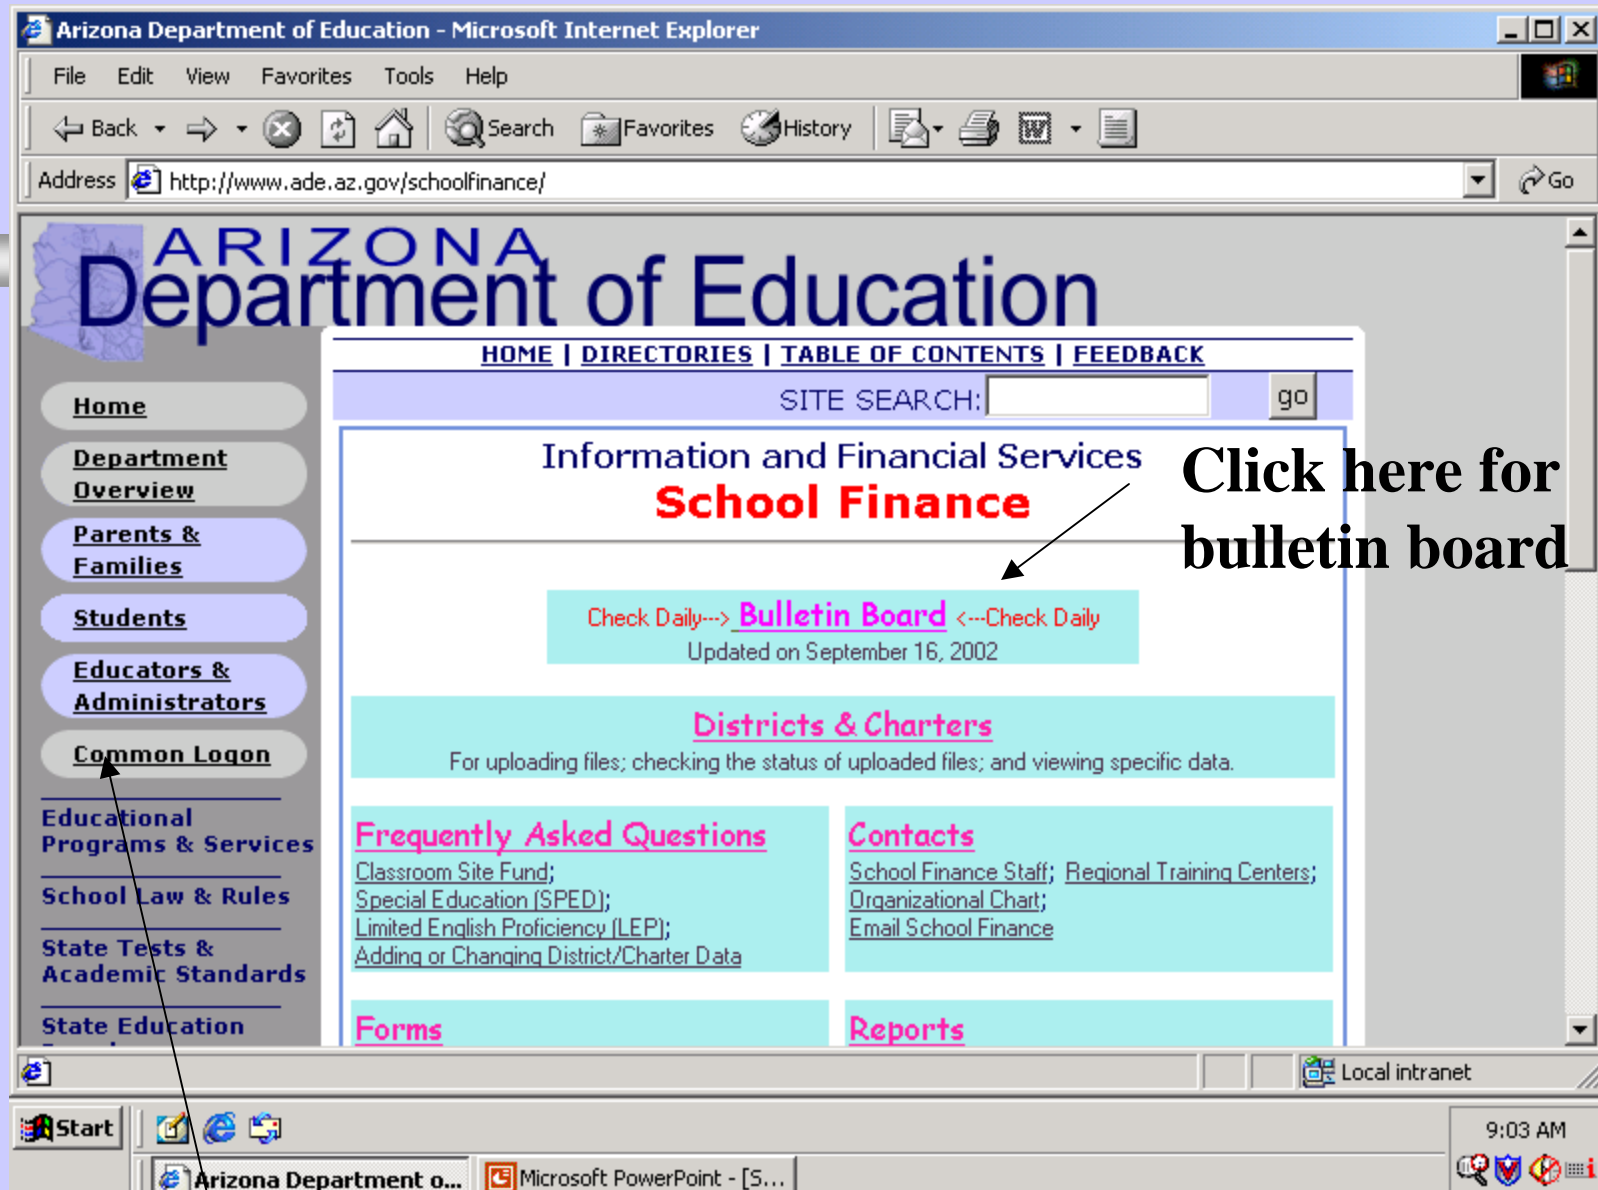 Arizona Department of Education - Microsoft Internet Explorer
File Edit View Favorites Tools Help
Back Search Favorites History
Address http://www.ade.az.gov/schoolfinance/ Go
ARIZONA
Department of Education
HOME | DIRECTORIES | TABLE OF CONTENTS | FEEDBACK
SITE SEARCH: go
Home
Department
Overview
Parents &
Families
Students
Educators &
Administrators
Common Logon
Educational
Programs & Services
School Law & Rules
State Tests &
Academic Standards
State Education
Information and Financial Services
School Finance
Click here for
bulletin board
Check Daily---> Bulletin Board <---Check Daily
Updated on September 16, 2002
Districts & Charters
For uploading files; checking the status of uploaded files; and viewing specific data.
Frequently Asked Questions
Classroom Site Fund;
Special Education (SPED);
Limited English Proficiency (LEP);
Adding or Changing District/Charter Data
Contacts
School Finance Staff; Regional Training Centers;
Organizational Chart;
Email School Finance
Forms
Reports
Local intranet
Start
9:03 AM
Arizona Department o...
Microsoft PowerPoint - [S...